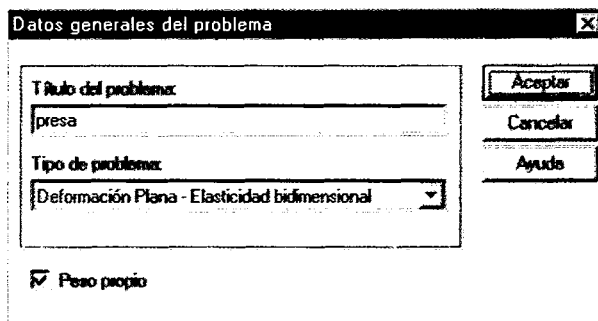 Datos generales del problema
Título del problema:
presa
Tipo de problema:
Deformación Plana - Elasticidad bidimensional
Peso propio
Aceptar
Cancelar
Ayuda